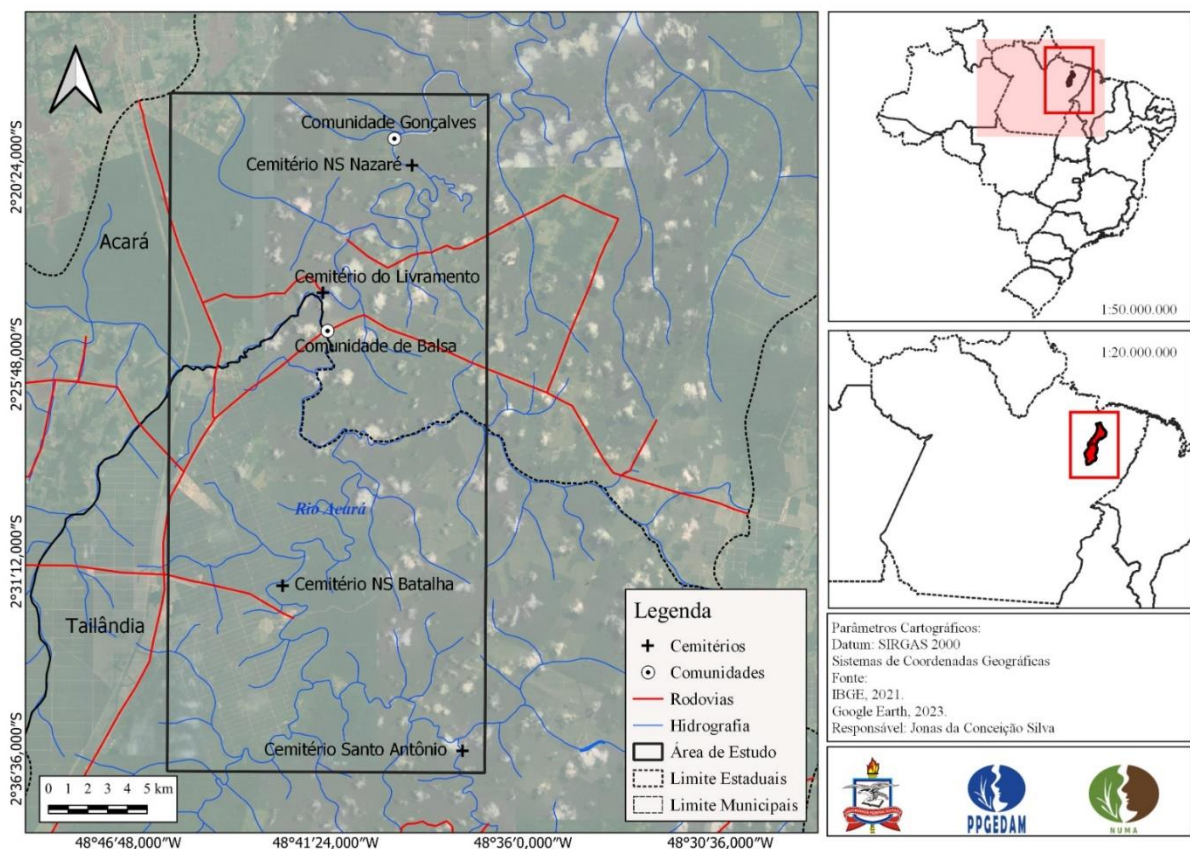 Comunidade Gonçalves
Cemitério NS Nazaré
Acará
Cemitério do Livramento
Comunidade de Balsa
Rio Acará
Cemitério NS Batalha
Tailândia
Cemitério Santo Antônio
0 1 2 3 4 5 km
2°20'24,000"S
2°25'48,000"S
2°31'12,000"S
2°36'36,000"S
48°46'48,000"W
48°41'24,000"W
48°36'0,000"W
48°30'36,000"W
Legenda
Cemitérios
Comunidades
Rodovias
Hidrografia
Área de Estudo
Limite Estaduais
Limite Municipais
1:50.000.000
1:20.000.000
Parâmetros Cartográficos:
Datum: SIRGAS 2000
Sistemas de Coordenadas Geográficas
Fonte:
IBGE, 2021.
Google Earth, 2023.
Responsável: Jonas da Conceição Silva
PPGEDAM
NUMA